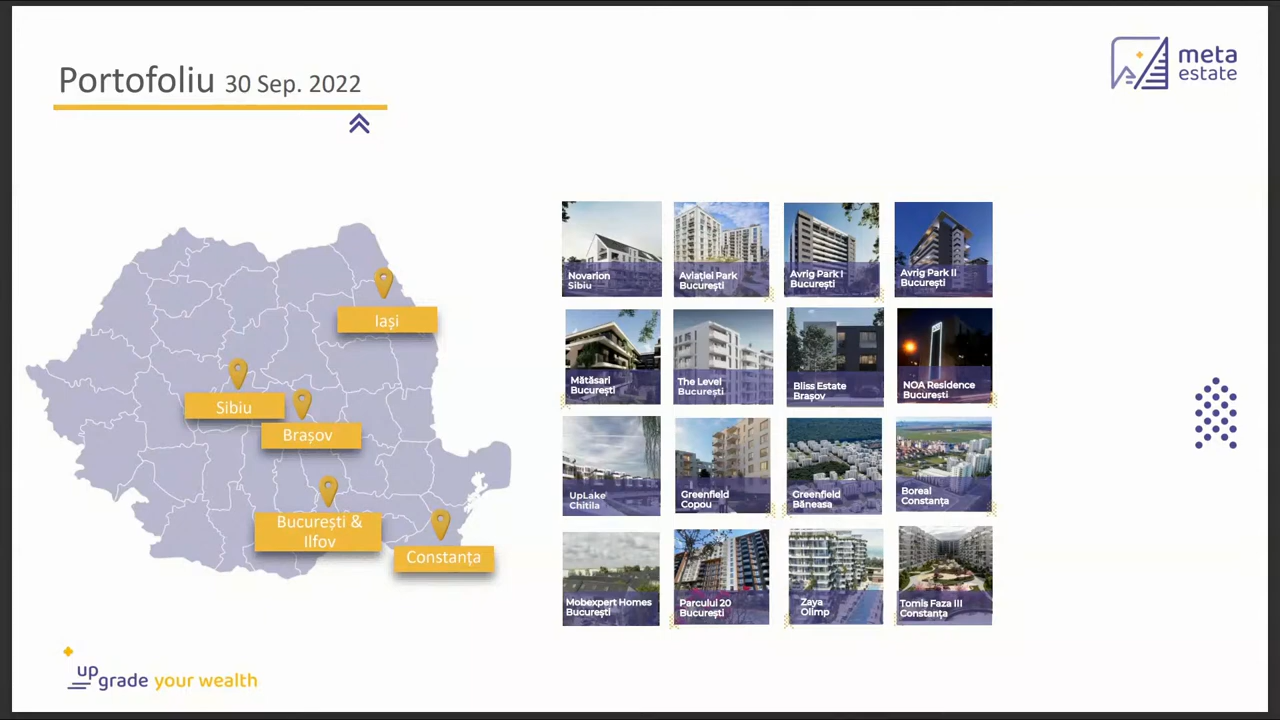 Portofoliu 30 Sep. 2022
meta
estate
Iași
Sibiu
Brașov
București &
Ilfov
Constanța
Novarion
Sibiu
Aviației Park
București
Avrig Park I
București
Avrig Park II
București
Mătăsari
București
The Level
București
Bliss Estate
Brașov
NOA Residence
București
UpLake
Chitila
Greenfield
Copou
Greenfield
Băneasa
Boreal
Constanța
Mobexpert Homes
București
Parcului 20
București
Zaya
Olimp
Tomis Faza III
Constanța
up
grade your wealth